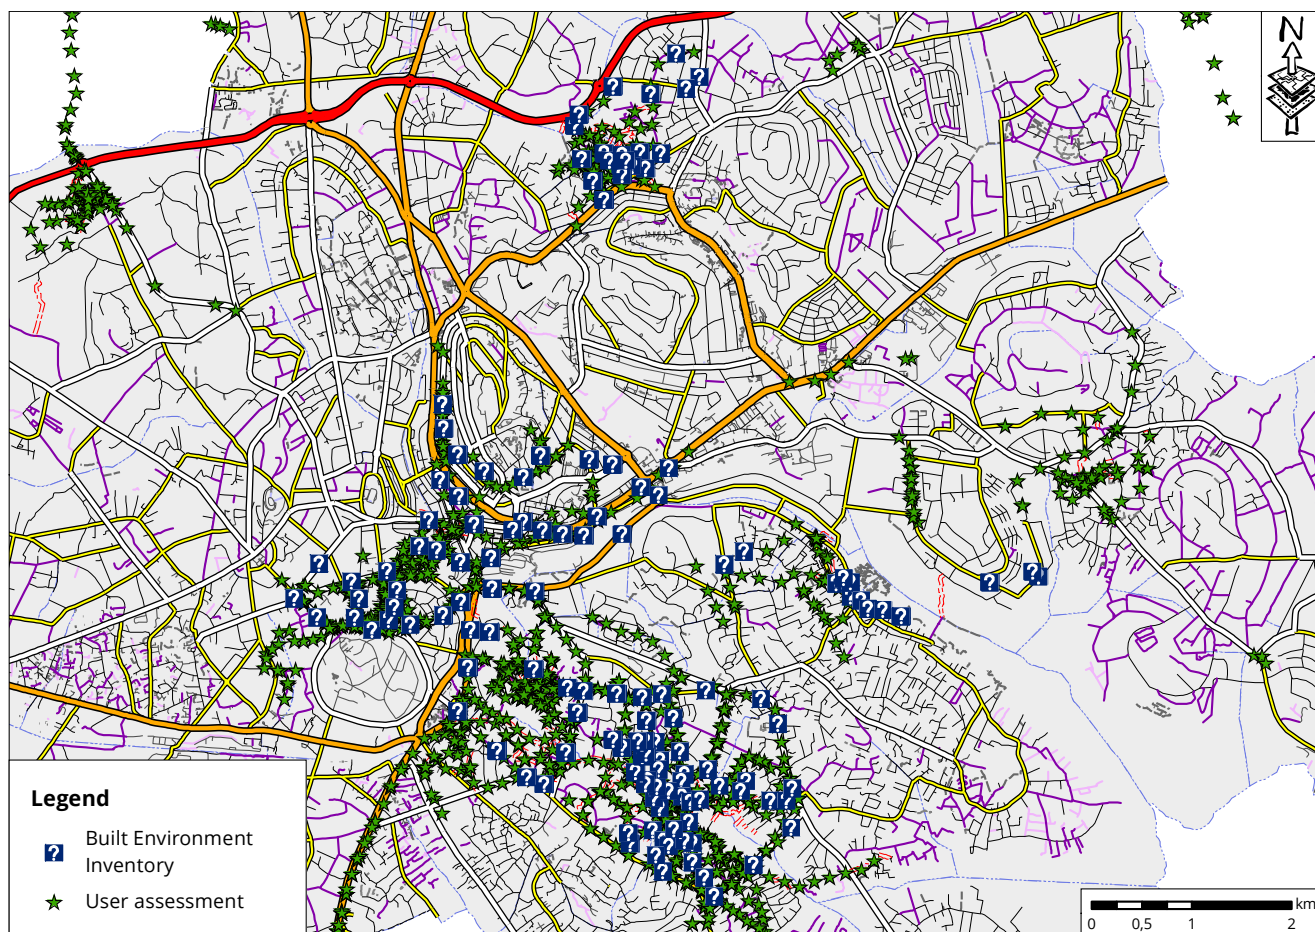 N
Legend
Built Environment
Inventory
User assessment
km
0 0,5 1 2